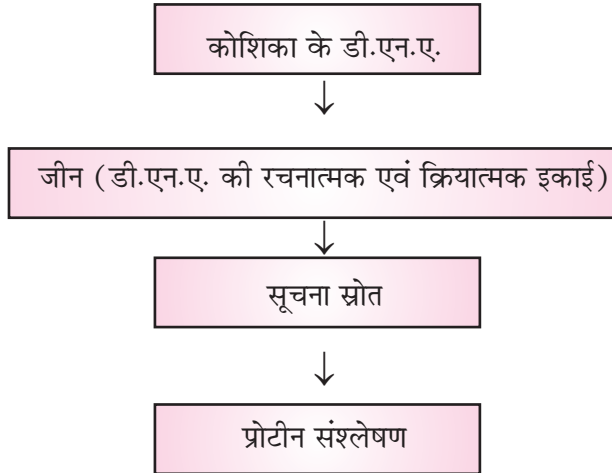 कोशिका के डी.एन.ए.
↓
जीन (डी.एन.ए. की रचनात्मक एवं क्रियात्मक इकाई)
↓
सूचना स्रोत
↓
प्रोटीन संश्लेषण